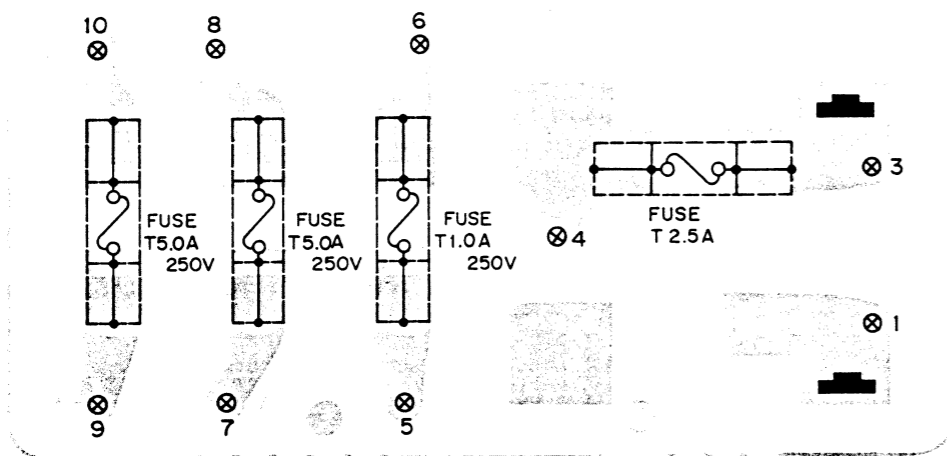 10
8
6
3
FUSE
T5.0A
250V
FUSE
T5.0A
250V
FUSE
T1.0A
250V
FUSE
T 2.5A
4
1
9
7
5